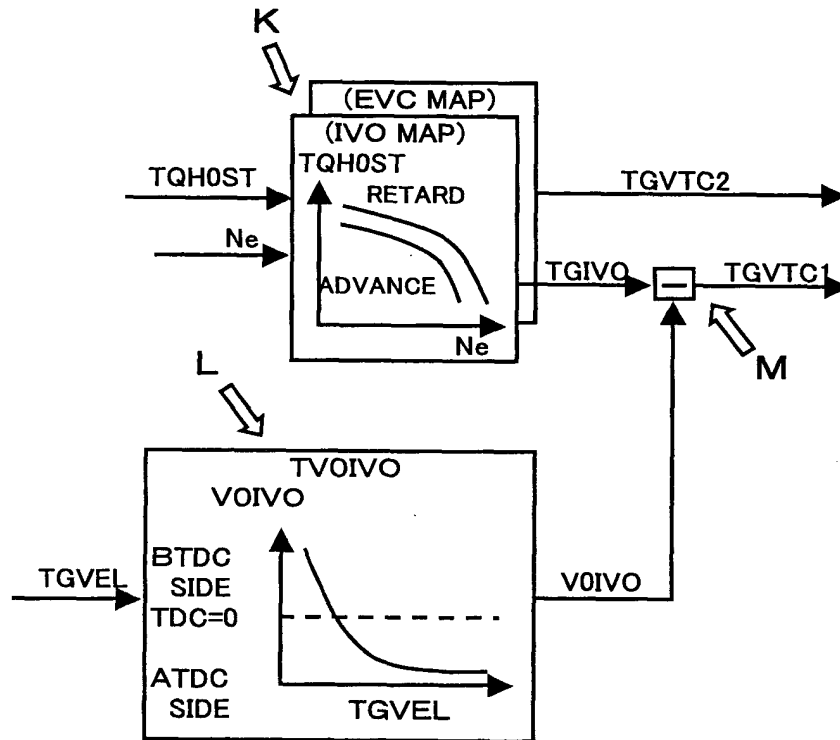 K
(EVC MAP)
(IVO MAP)
TQH0ST
TQH0ST
RETARD
TGVTC2
Ne
ADVANCE
TGIVO
TGVTC1
Ne
M
L
TV0IVO
V0IVO
BTDC
SIDE
TGVEL
TDC=0
V0IVO
ATDC
SIDE
TGVEL